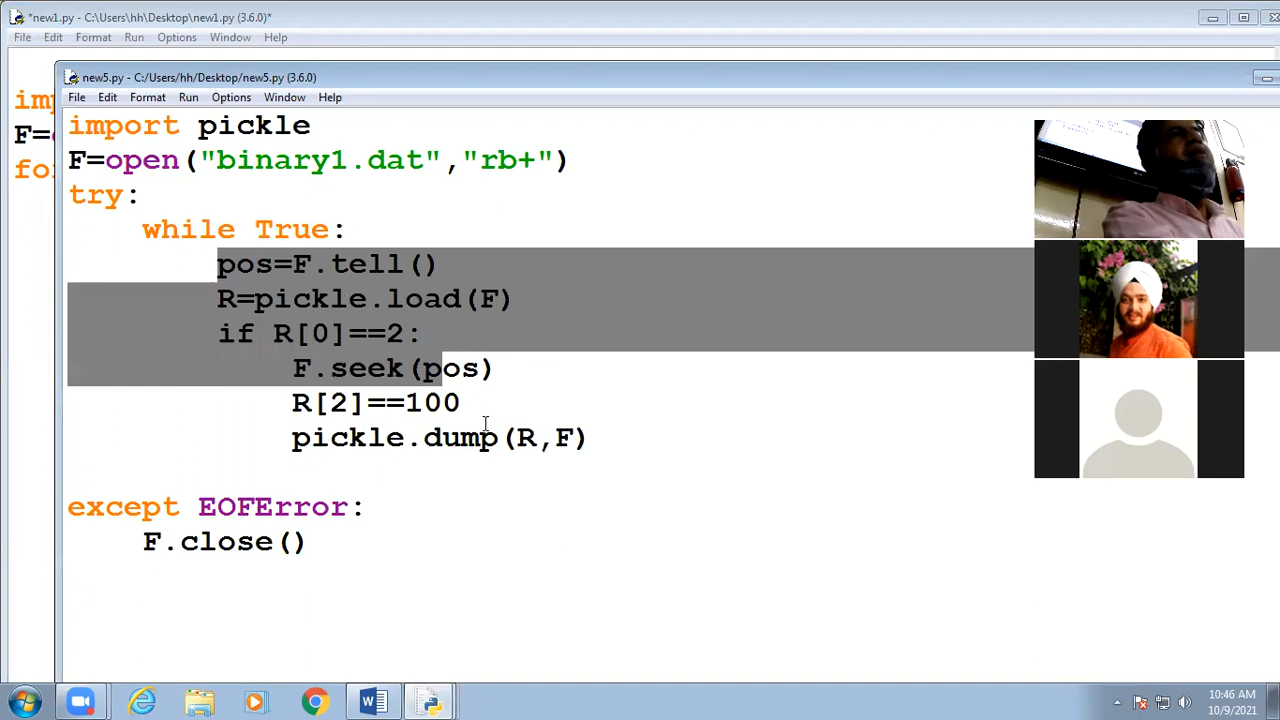 *new1.py - C:\Users\hh\Desktop\new1.py (3.6.0)*
File Edit Format Run Options Window Help
F=
new5.py - C:/Users/hh/Desktop/new5.py (3.6.0)
File Edit Format Run Options Window Help
import pickle
F=open("binary1.dat","rb+")
try:
while True:
pos=F.tell()
R=pickle.load(F)
if R[0]==2:
F.seek(pos)
R[2]==100
pickle.dump(R,F)
except EOFError:
F.close()
10:46 AM
10/9/2021